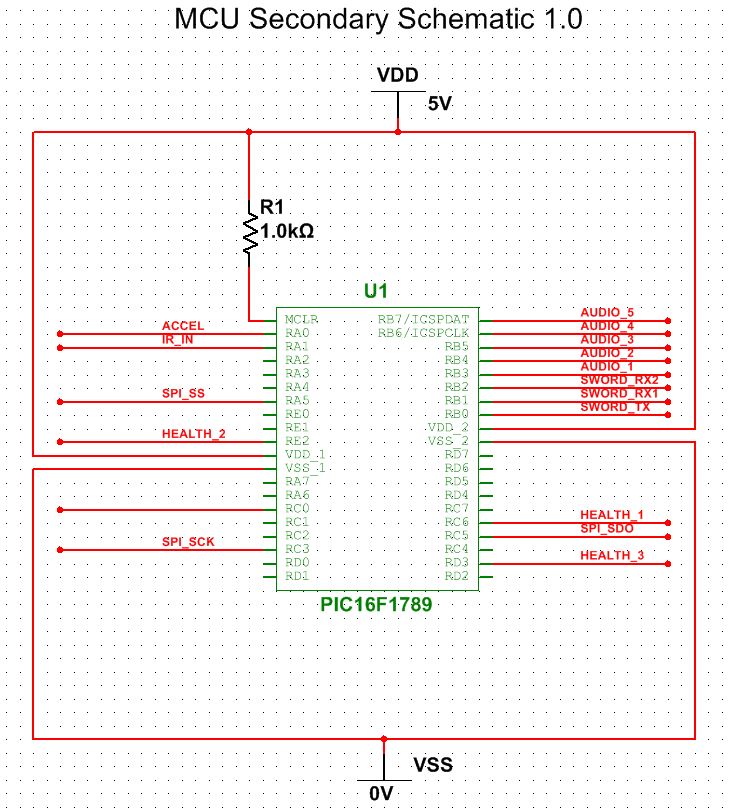 MCU Secondary Schematic 1.0
VDD
5V
R1
1.0kΩ
U1
MCLR RB7/ICSPDAT AUDIO_5
ACCEL RA0 RB6/ICSPCLK AUDIO_4
IR_IN RA1 RB5 AUDIO_3
RA2 RB4 AUDIO_2
RA3 RB3 AUDIO_1
RA4 RB2 SWORD_RX2
SPI_SS RA5 RB1 SWORD_RX1
RE0 RB0 SWORD_TX
RE1 VDD_2
HEALTH_2 RE2 VSS_2
VDD_1 RD7
VSS_1 RD6
RA7 RD5
RA6 RD4
RC0 RC7
RC1 RC6 HEALTH_1
RC2 RC5 SPI_SDO
SPI_SCK RC3 RC4
RD0 RD3 HEALTH_3
RD1 RD2
PIC16F1789
VSS
0V